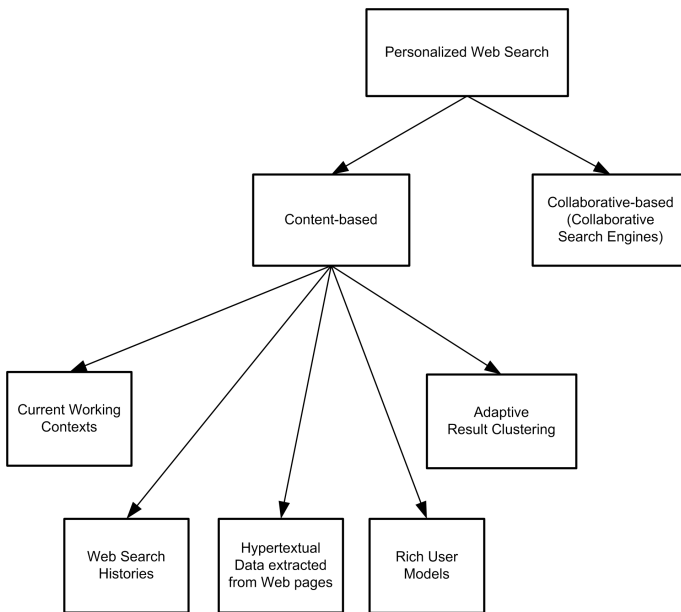 Personalized Web Search
Content-based
Collaborative-based
(Collaborative
Search Engines)
Current Working
Contexts
Adaptive
Result Clustering
Web Search
Histories
Hypertextual
Data extracted
from Web pages
Rich User
Models